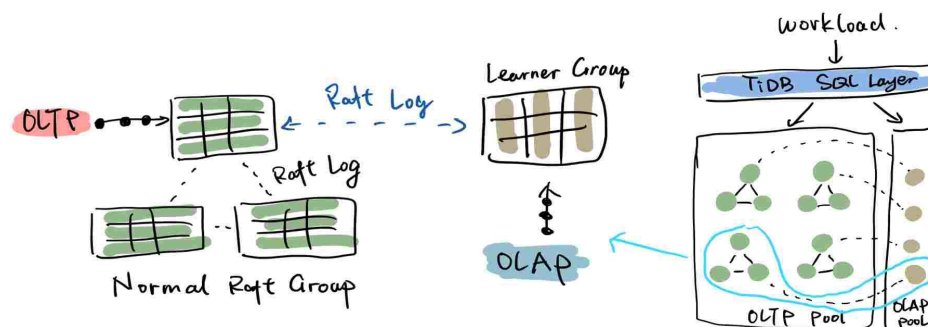 workload.
Learner Group
TiDB SQL Layer
Raft Log
OLTP
Raft Log
OLAP
Normal Raft Group
OLTP Pool
OLAP
Pool